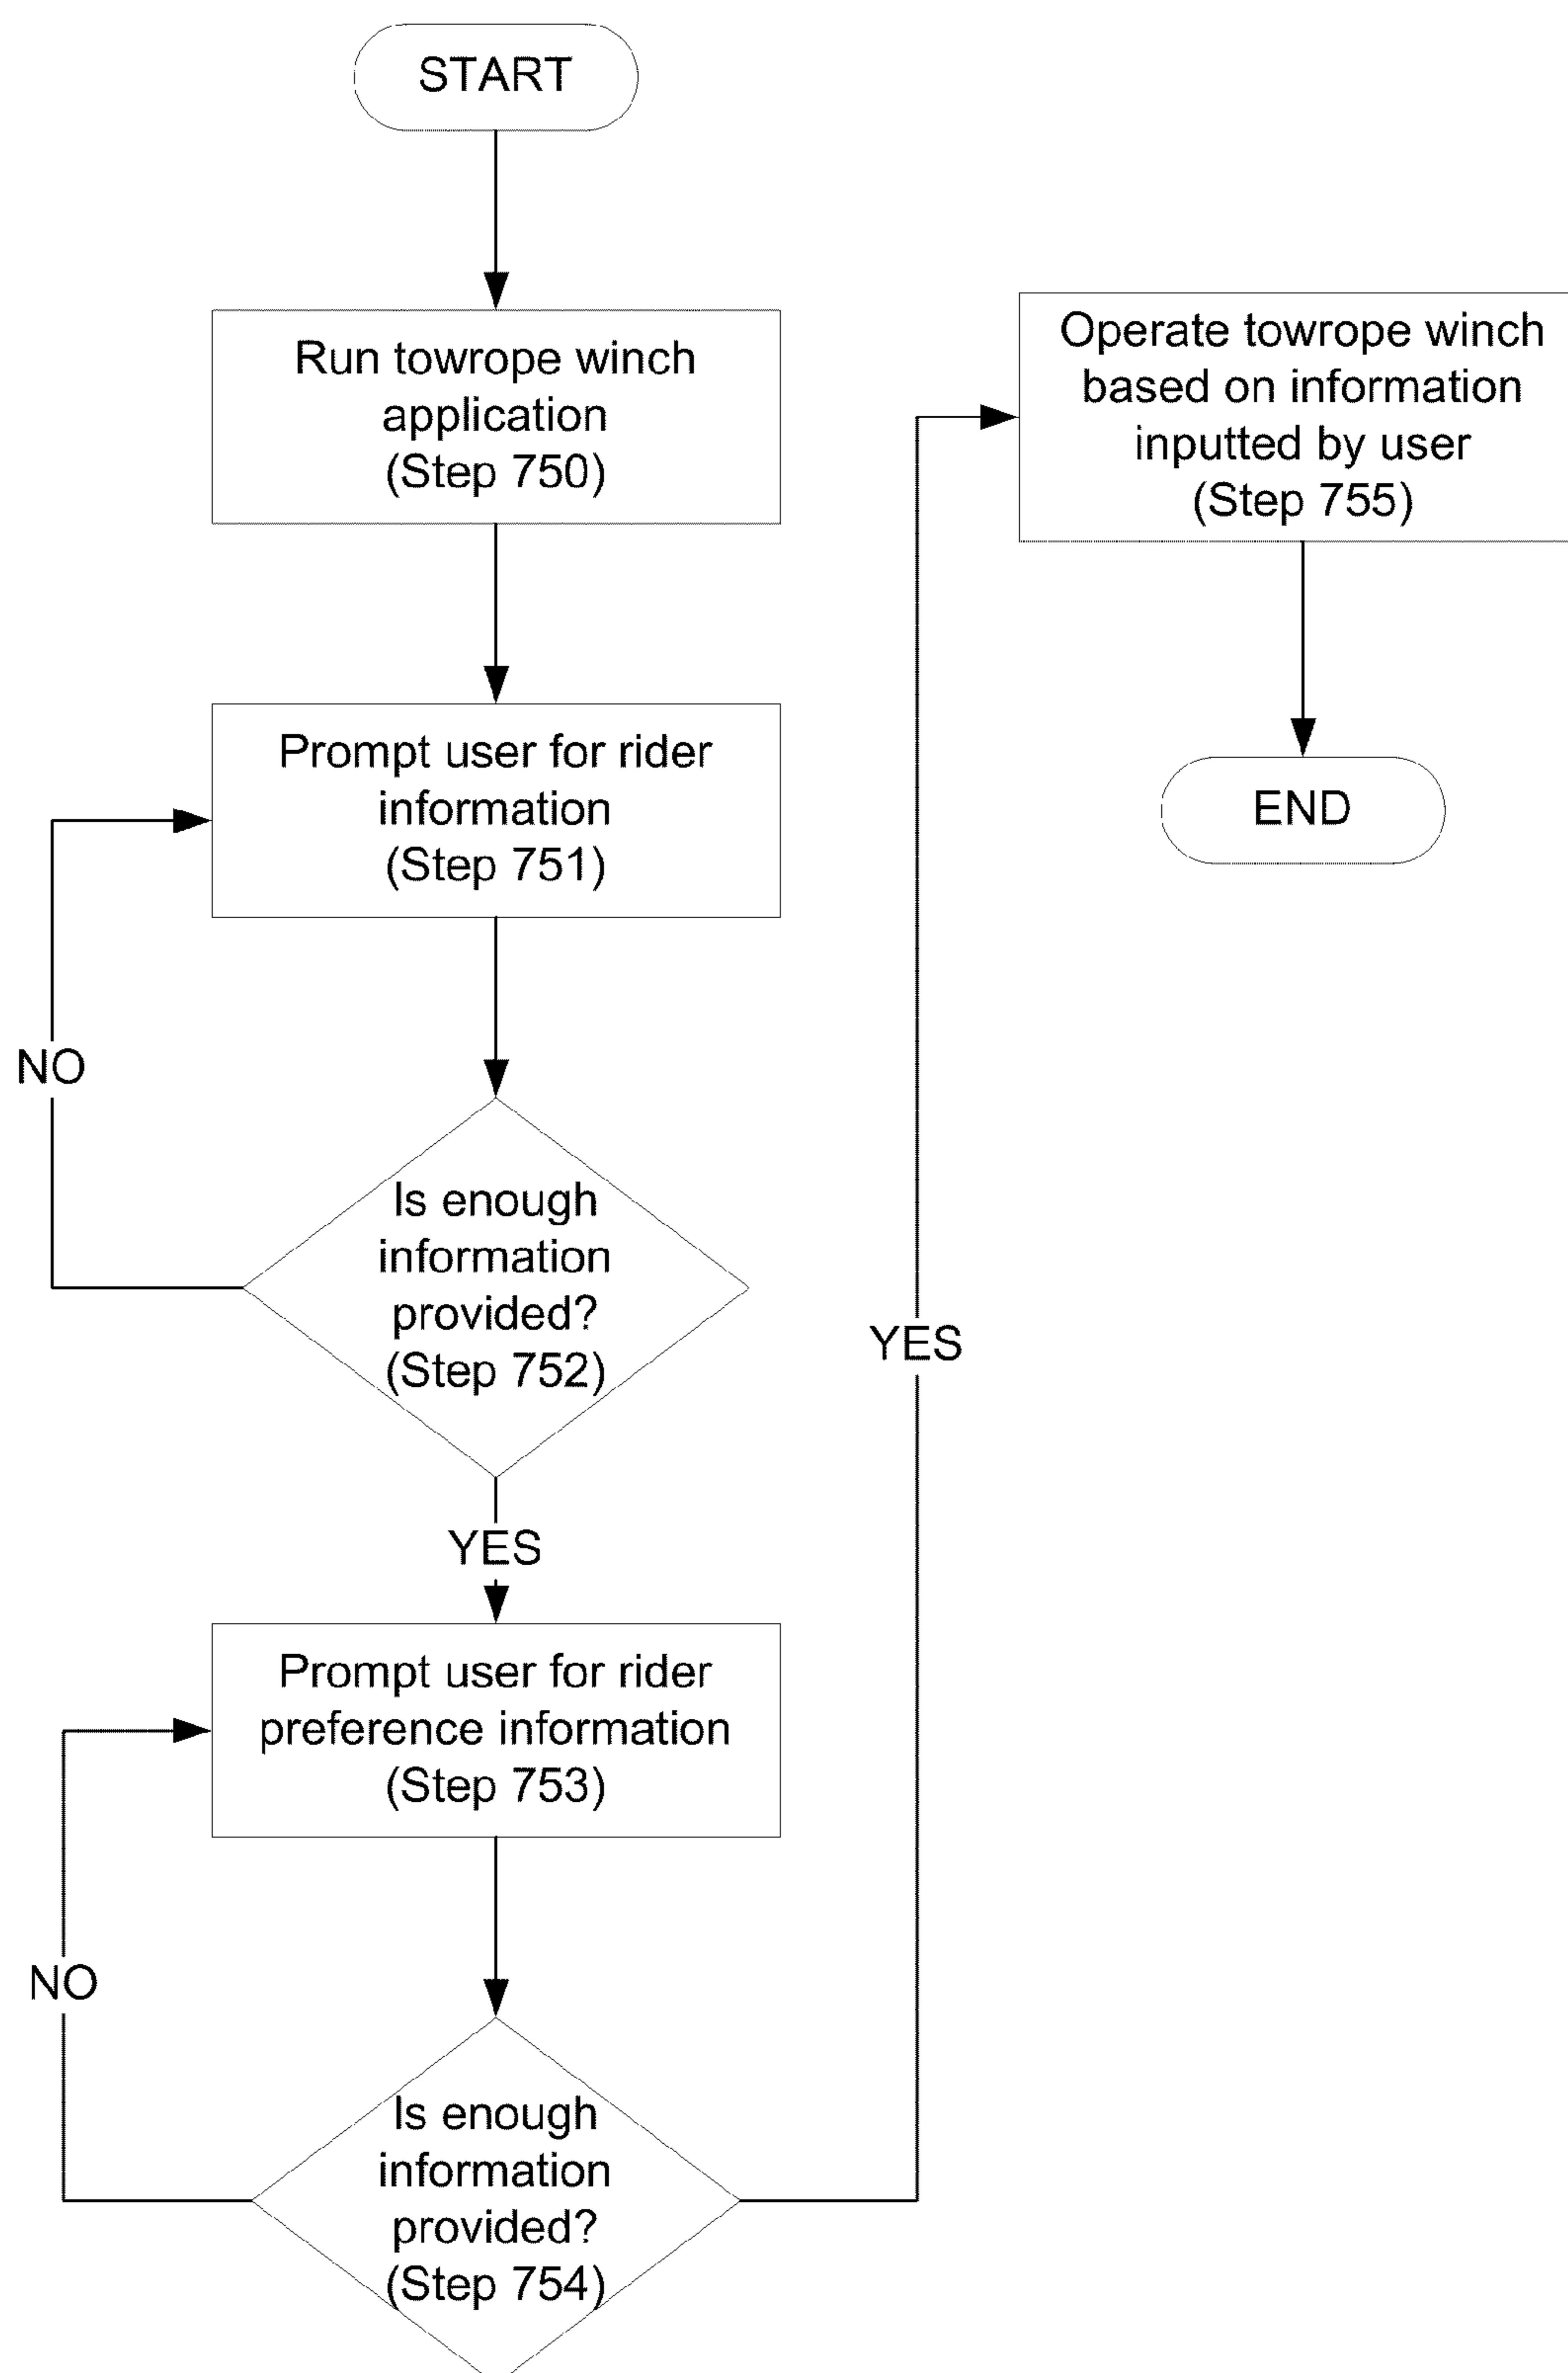 START
Run towrope winch
application
(Step 750)
Prompt user for rider
information
(Step 751)
NO
Is enough
information
provided?
(Step 752)
YES
Prompt user for rider
preference information
(Step 753)
NO
Is enough
information
provided?
(Step 754)
YES
Operate towrope winch
based on information
inputted by user
(Step 755)
END